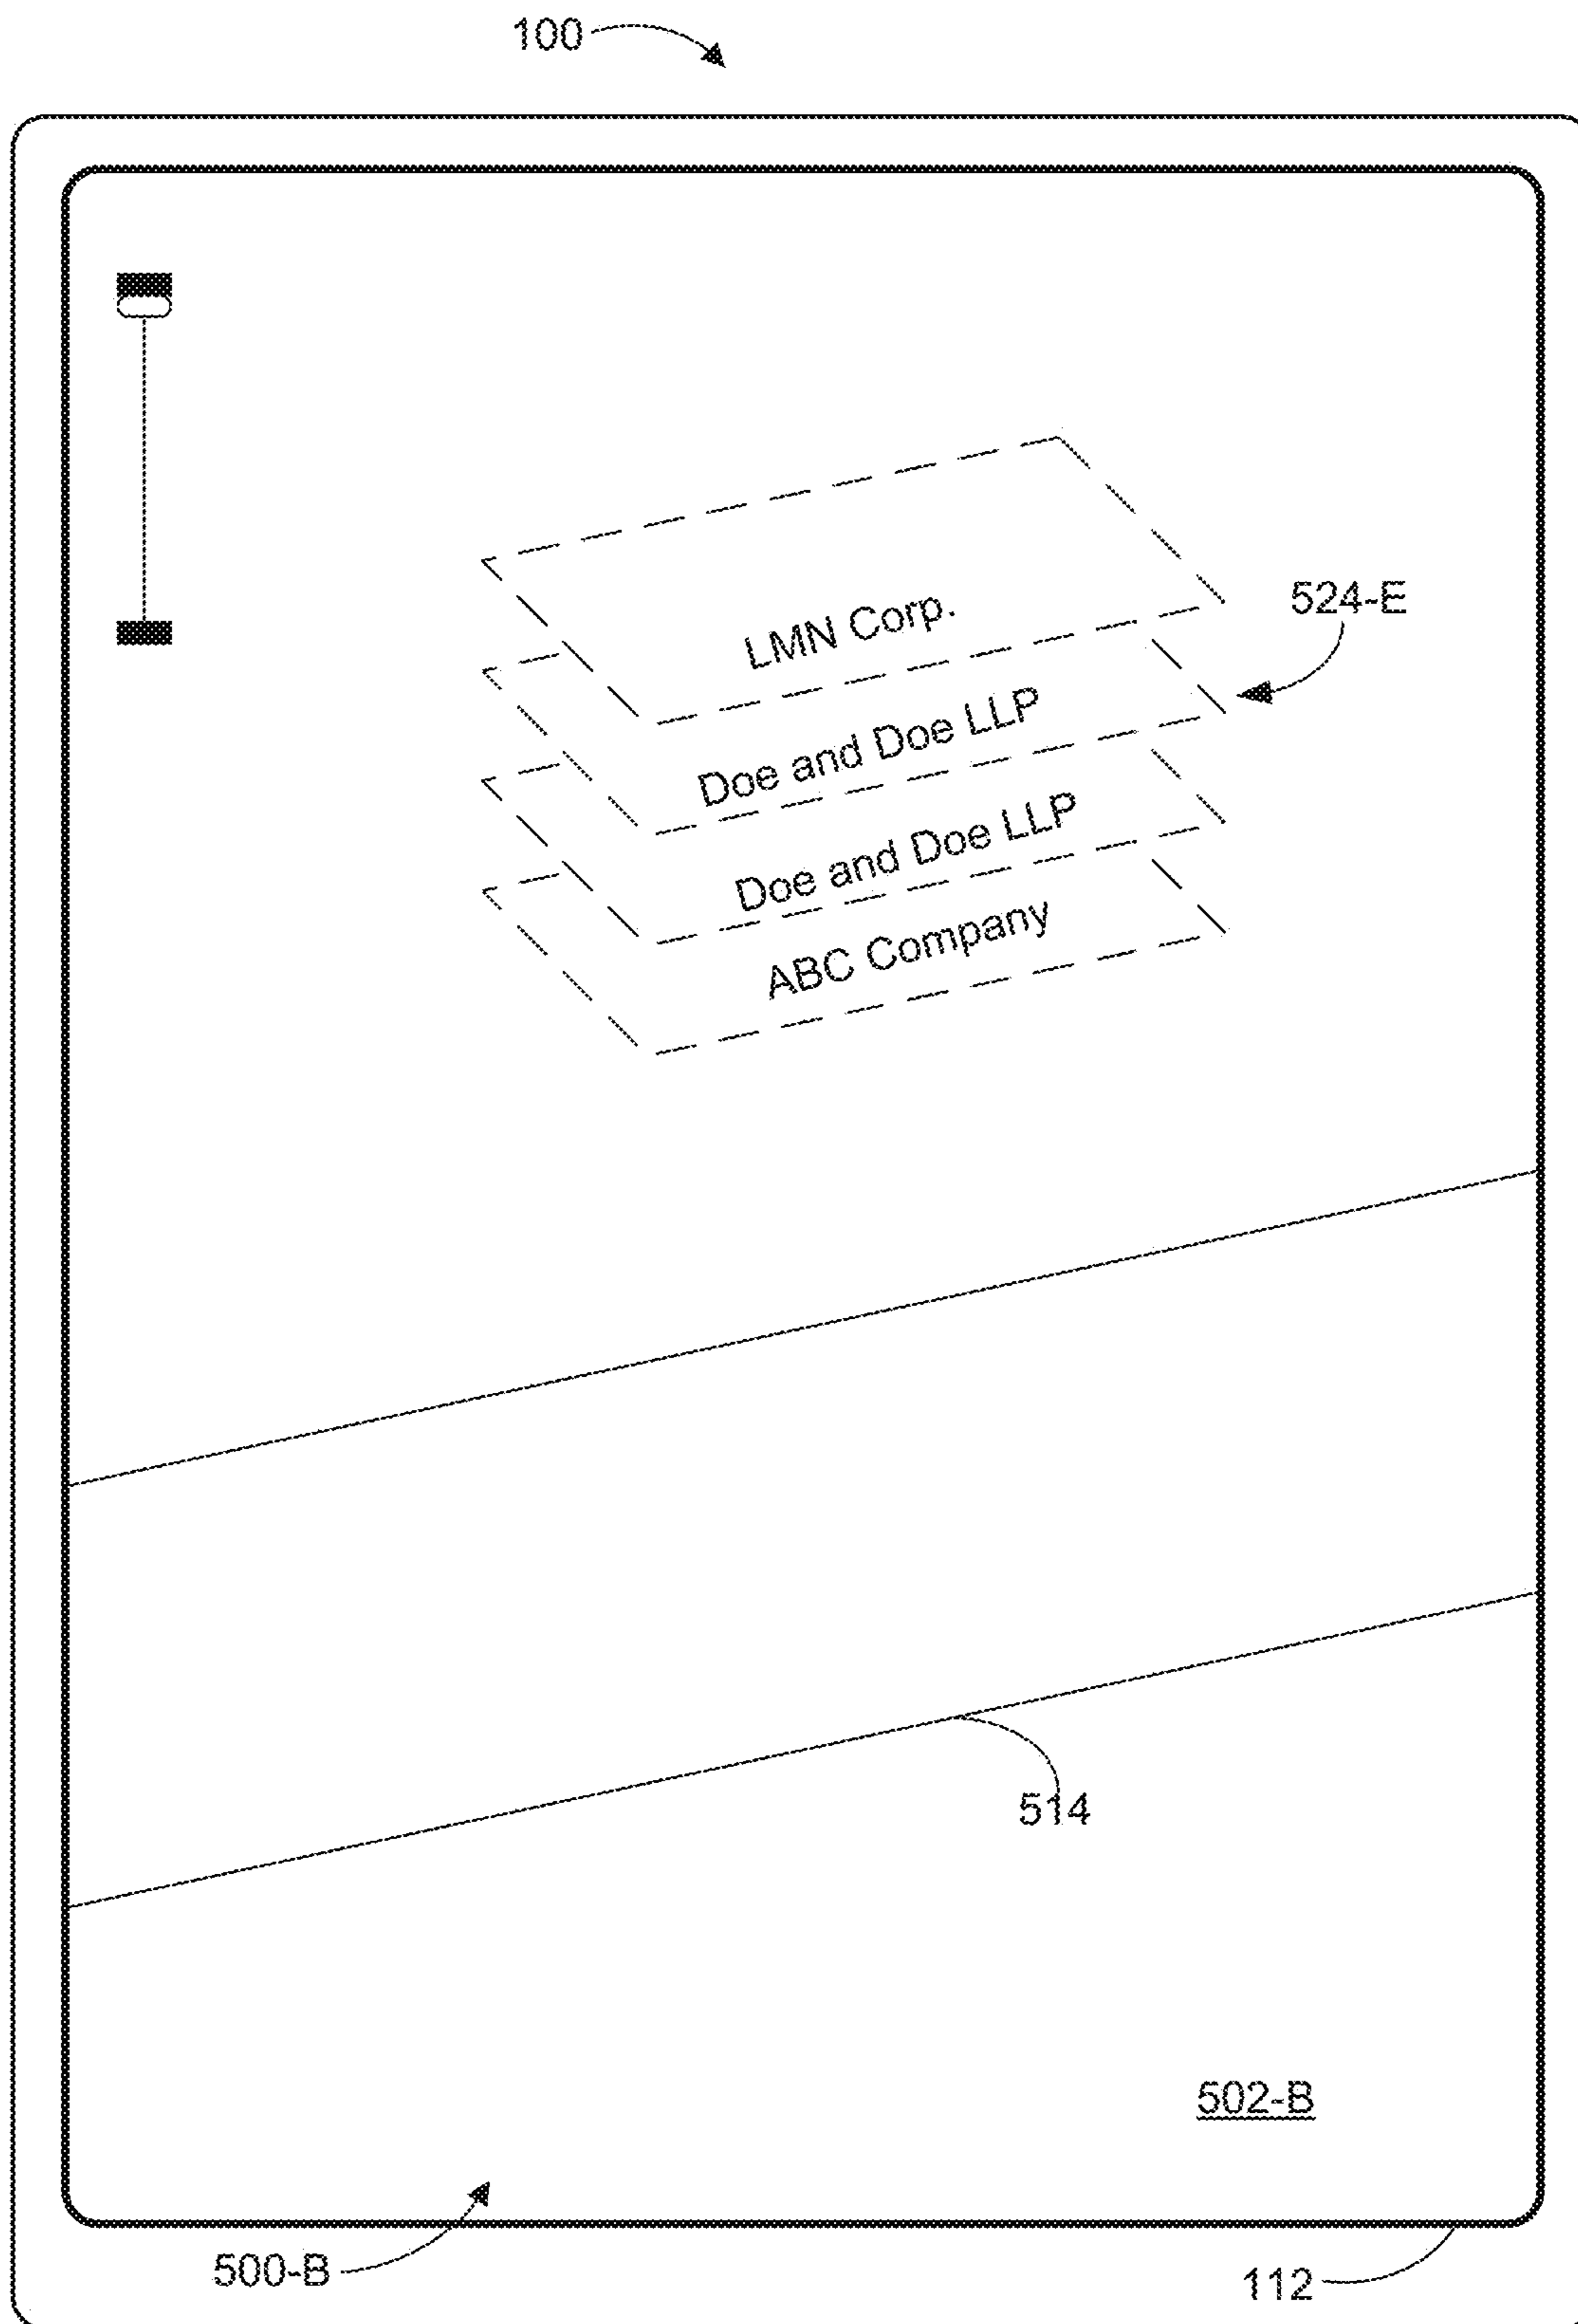 100
LMN Corp.
524-E
Doe and Doe LLP
Doe and Doe LLP
ABC Company
514
502-B
500-B
112